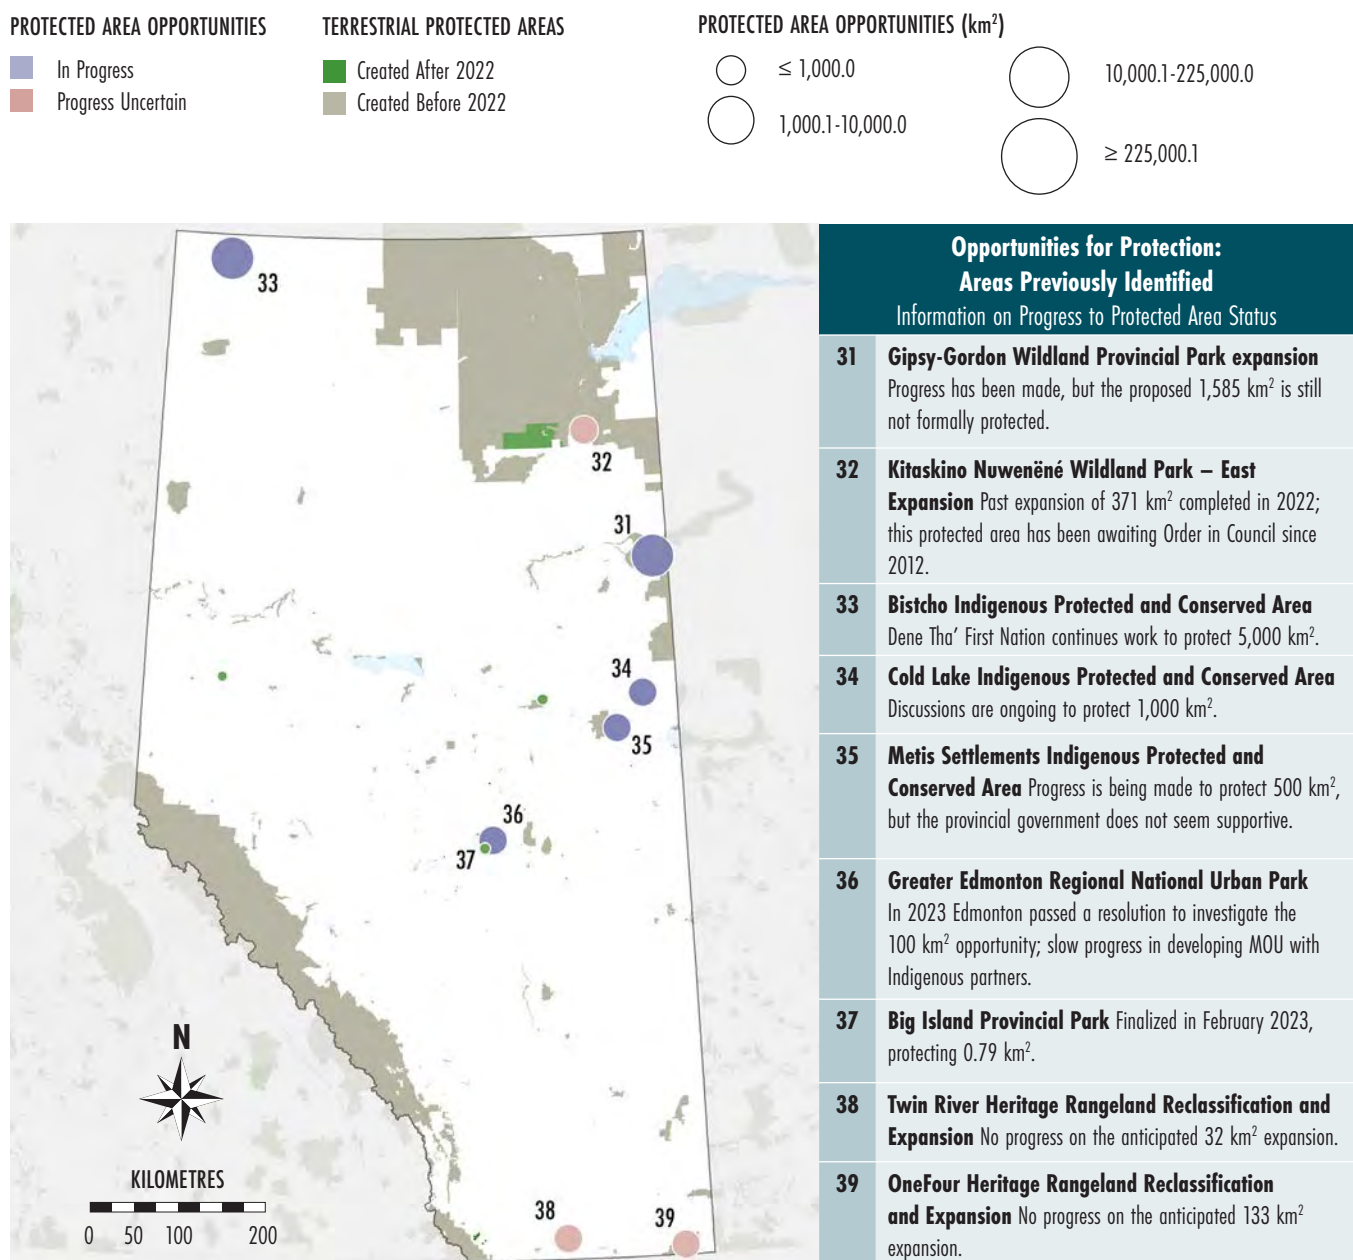 PROTECTED AREA OPPORTUNITIES
In Progress
Progress Uncertain
TERRESTRIAL PROTECTED AREAS
Created After 2022
Created Before 2022
PROTECTED AREA OPPORTUNITIES (km²)
≤ 1,000.0
1,000.1-10,000.0
10,000.1-225,000.0
≥ 225,000.1
33
32
31
34
35
36
37
38
39
N
KILOMETRES
0 50 100 200
Opportunities for Protection:
Areas Previously Identified
Information on Progress to Protected Area Status
31 Gipsy-Gordon Wildland Provincial Park expansion
Progress has been made, but the proposed 1,585 km² is still
not formally protected.
32 Kitaskino Nuwenëné Wildland Park – East
Expansion Past expansion of 371 km² completed in 2022;
this protected area has been awaiting Order in Council since
2012.
33 Bistcho Indigenous Protected and Conserved Area
Dene Tha’ First Nation continues work to protect 5,000 km².
34 Cold Lake Indigenous Protected and Conserved Area
Discussions are ongoing to protect 1,000 km².
35 Metis Settlements Indigenous Protected and
Conserved Area Progress is being made to protect 500 km²,
but the provincial government does not seem supportive.
36 Greater Edmonton Regional National Urban Park
In 2023 Edmonton passed a resolution to investigate the
100 km² opportunity; slow progress in developing MOU with
Indigenous partners.
37 Big Island Provincial Park Finalized in February 2023,
protecting 0.79 km².
38 Twin River Heritage Rangeland Reclassification and
Expansion No progress on the anticipated 32 km² expansion.
39 OneFour Heritage Rangeland Reclassification
and Expansion No progress on the anticipated 133 km²
expansion.